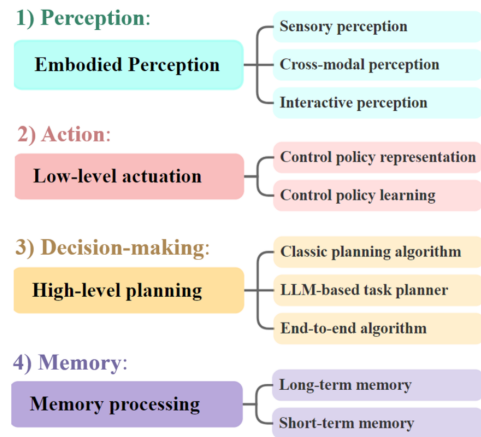 1) Perception:
Embodied Perception
Sensory perception
Cross-modal perception
Interactive perception
2) Action:
Low-level actuation
Control policy representation
Control policy learning
3) Decision-making:
High-level planning
Classic planning algorithm
LLM-based task planner
End-to-end algorithm
4) Memory:
Memory processing
Long-term memory
Short-term memory